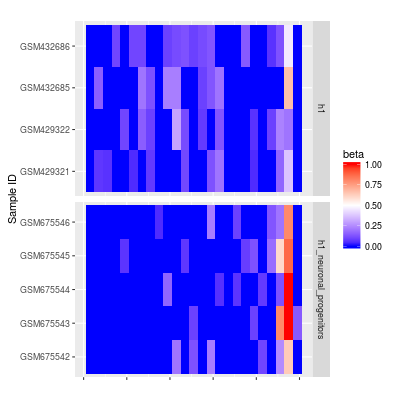 Sample ID
GSM432686
GSM432685
GSM429322
GSM429321
h1
GSM675546
GSM675545
GSM675544
GSM675543
GSM675542
h1_neuronal_progenitors
beta
1.00
0.75
0.50
0.25
0.00